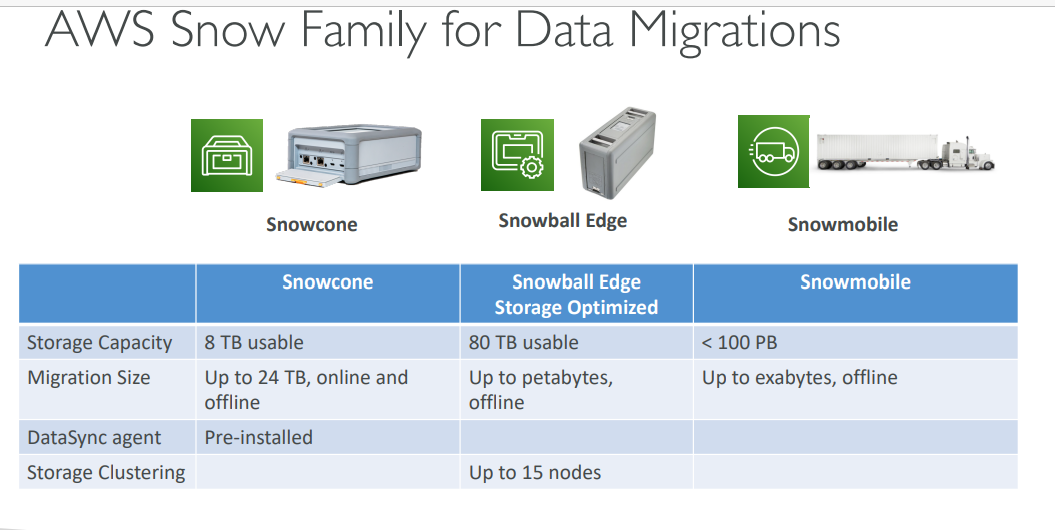 AWS Snow Family for Data Migrations
Snowcone
Snowball Edge
Snowmobile
Snowcone
Snowball Edge
Storage Optimized
Snowmobile
Storage Capacity
8 TB usable
80 TB usable
< 100 PB
Migration Size
Up to 24 TB, online and
offline
Up to petabytes,
offline
Up to exabytes, offline
DataSync agent
Pre-installed
Storage Clustering
Up to 15 nodes